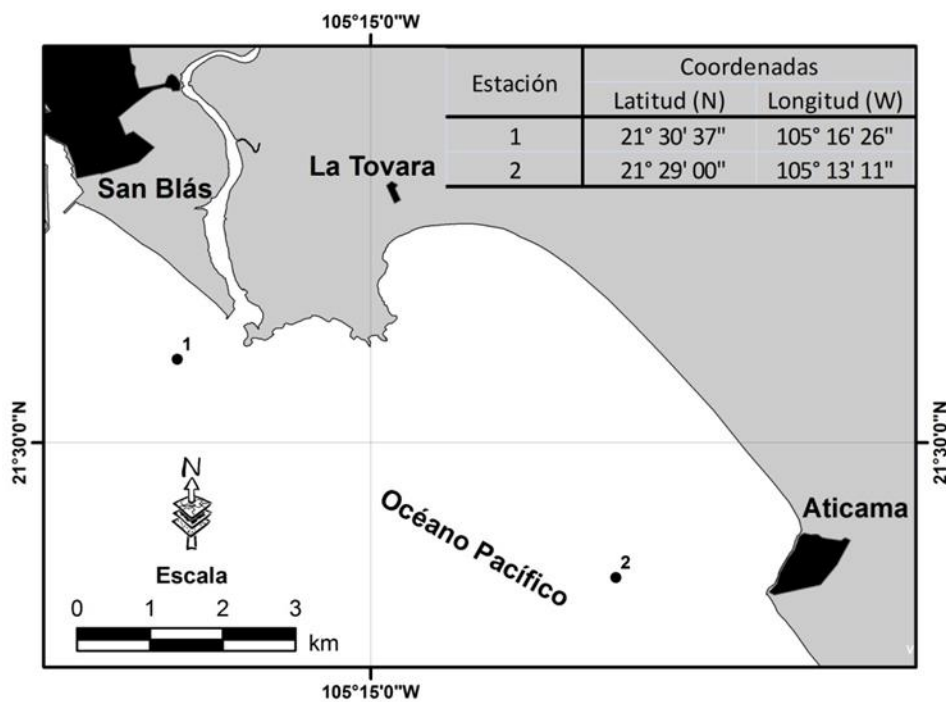 105°15'0"W
Estación
Coordenadas
Latitud (N) Longitud (W)
1 21° 30' 37" 105° 16' 26"
2 21° 29' 00" 105° 13' 11"
La Tovara
San Blás
1
21°30'0"N
21°30'0"N
N
Océano Pacífico
Aticama
2
Escala
0 1 2 3
km
v
105°15'0"W